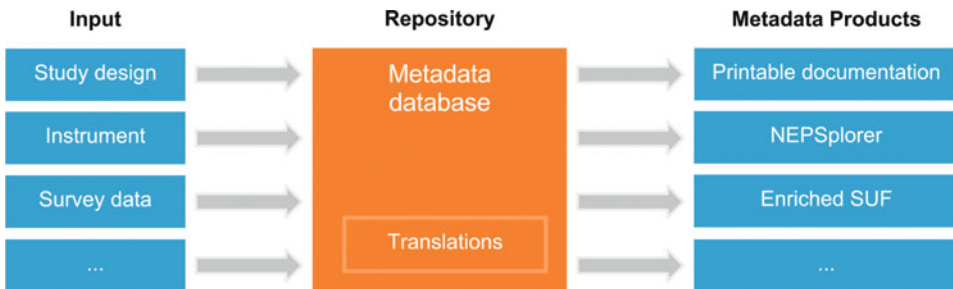 Input
Repository
Metadata Products
Study design
Metadata
database
Printable documentation
Instrument
NEPSplorer
Survey data
Enriched SUF
Translations
...
...